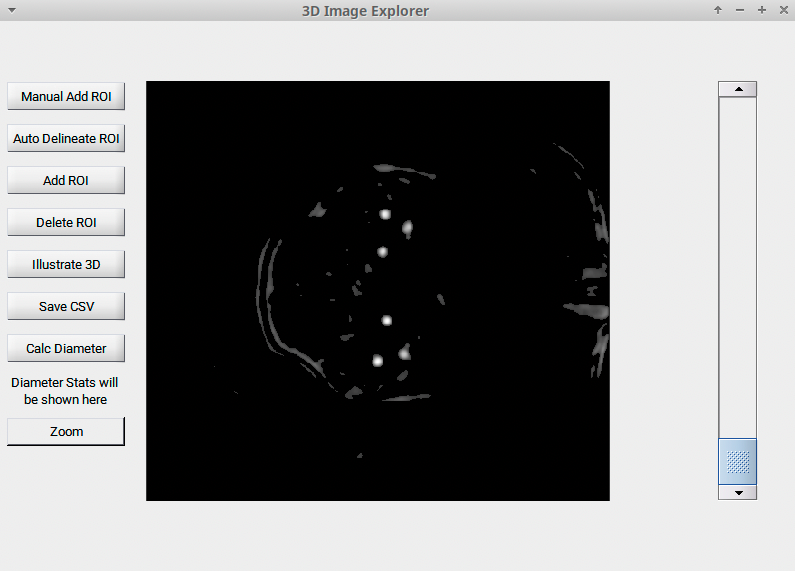 3D Image Explorer
Manual Add ROI
Auto Delineate ROI
Add ROI
Delete ROI
Illustrate 3D
Save CSV
Calc Diameter
Diameter Stats will
be shown here
Zoom